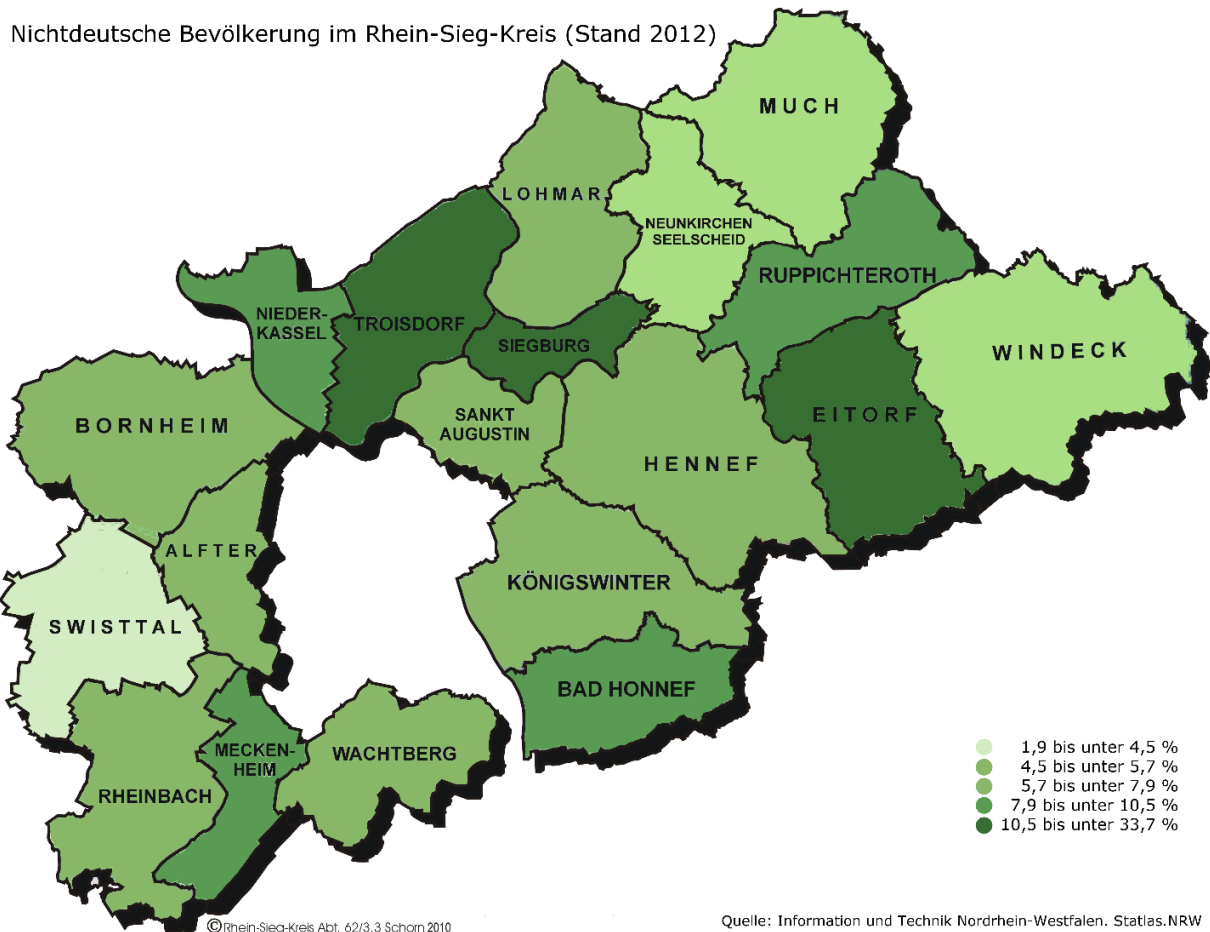 Nichtdeutsche Bevölkerung im Rhein-Sieg-Kreis (Stand 2012)
MUCH
LOHMAR
NEUNKIRCHEN
SEELSCHEID
RUPPICHTEROTH
NIEDER-
KASSEL
TROISDORF
SIEGBURG
WINDECK
BORNHEIM
SANKT
AUGUSTIN
EITORF
HENNEF
ALFTER
KÖNIGSWINTER
SWISTTAL
BAD HONNEF
MECKEN-
HEIM
WACHTBERG
RHEINBACH
1,9 bis unter 4,5 %
4,5 bis unter 5,7 %
5,7 bis unter 7,9 %
7,9 bis unter 10,5 %
10,5 bis unter 33,7 %
©Rhein-Sieg-Kreis Abt. 62/3.3 Schorn 2010
Quelle: Information und Technik Nordrhein-Westfalen. Statlas.NRW